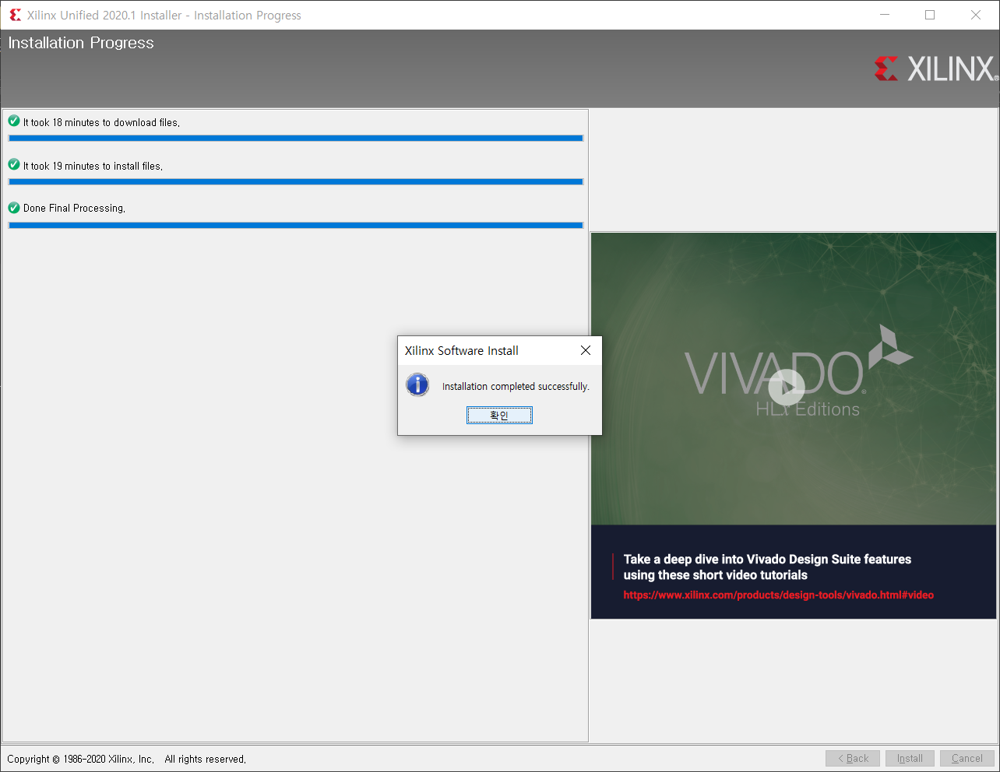 Xilinx Unified 2020.1 Installer - Installation Progress
Installation Progress
XILINX®
It took 18 minutes to download files.
It took 19 minutes to install files.
Done Final Processing.
Xilinx Software Install
Installation completed successfully.
확인
VIVADO®
HLx Editions
Take a deep dive into Vivado Design Suite features
using these short video tutorials
https://www.xilinx.com/products/design-tools/vivado.html#video
Copyright © 1986-2020 Xilinx, Inc. All rights reserved.
< Back
Install
Cancel